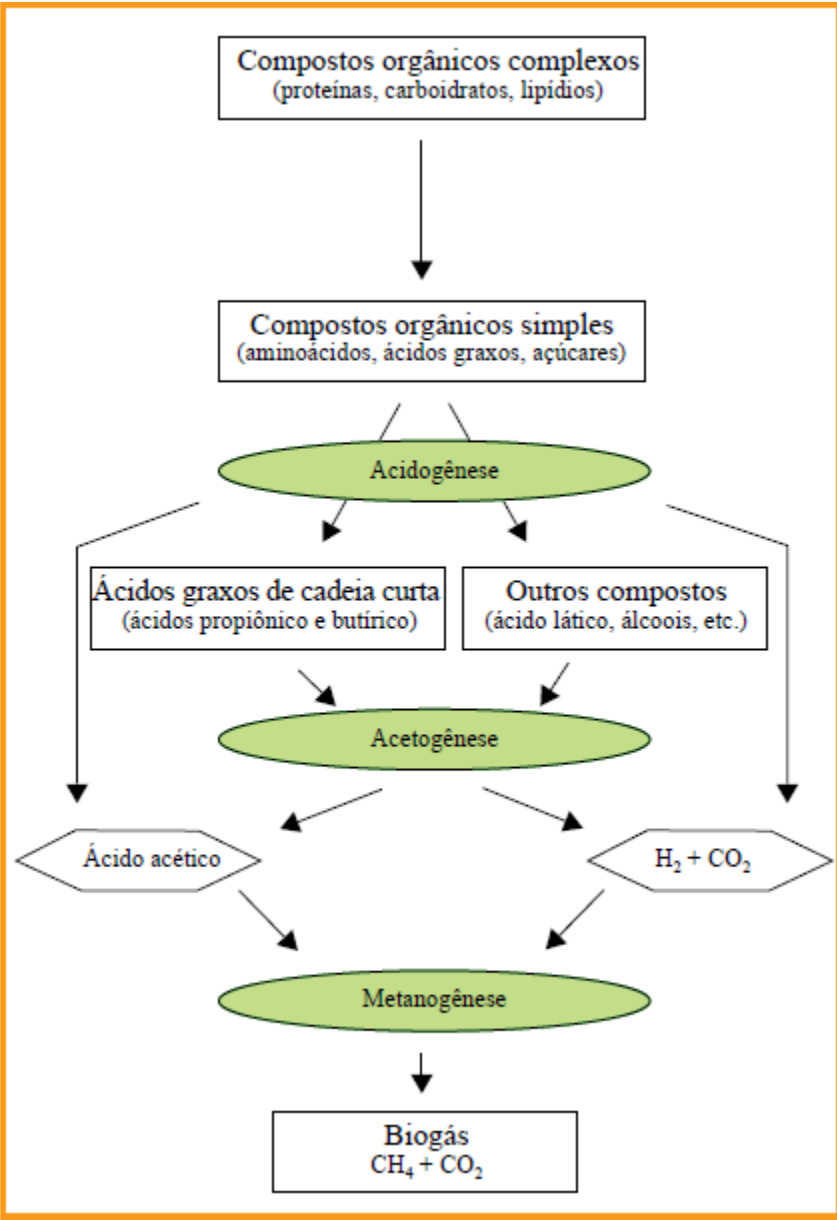 Compostos orgânicos complexos
(proteínas, carboidratos, lipídios)
Compostos orgânicos simples
(aminoácidos, ácidos graxos, açúcares)
Acidogênese
Ácidos graxos de cadeia curta
(ácidos propiônico e butírico)
Outros compostos
(ácido lático, álcoois, etc.)
Acetogênese
Ácido acético
H₂ + CO₂
Metanogênese
Biogás
CH₄ + CO₂